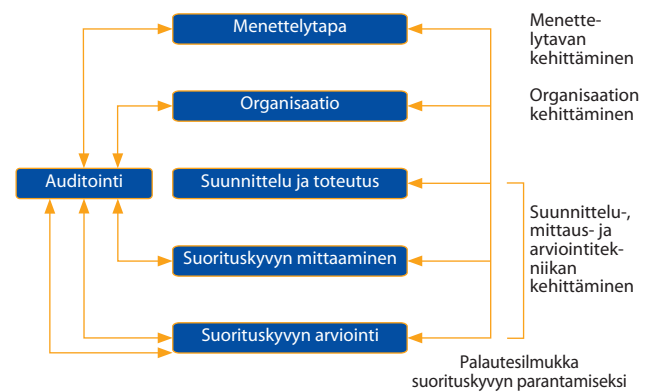 Menettelytapa
Menette-
lytavan
kehittäminen
Organisaatio
Organisaation
kehittäminen
Auditointi
Suunnittelu ja toteutus
Suorituskyvyn mittaaminen
Suunnittelu-,
mittaus- ja
arviointitek-
niikan
kehittäminen
Suorituskyvyn arviointi
Palautesilmukka
suorituskyvyn parantamiseksi